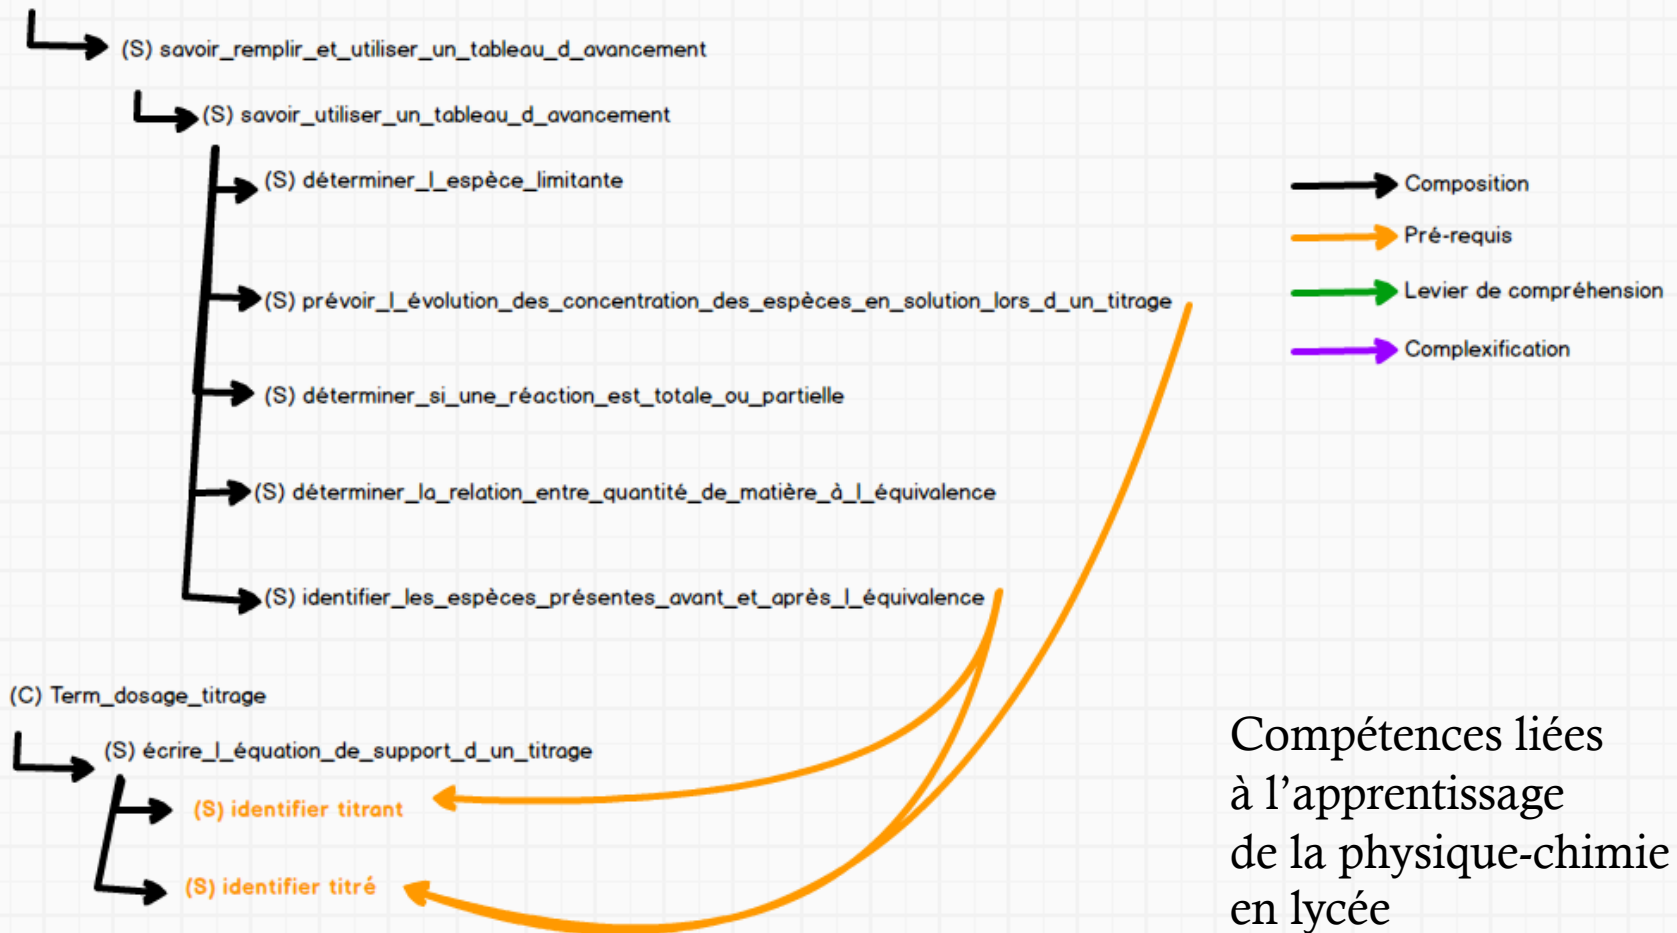 (S) savoir_remplir_et_utiliser_un_tableau_d_avancement
(S) savoir_utiliser_un_tableau_d_avancement
(S) déterminer_l_espèce_limitante
(S) prévoir_l_évolution_des_concentration_des_espèces_en_solution_lors_d_un_titrage
(S) déterminer_si_une_réaction_est_totale_ou_partielle
(S) déterminer_la_relation_entre_quantité_de_matière_à_l_équivalence
(S) identifier_les_espèces_présentes_avant_et_après_l_équivalence
(C) Term_dosage_titrage
(S) écrire_l_équation_de_support_d_un_titrage
(S) identifier titrant
(S) identifier titré
Composition
Pré-requis
Levier de compréhension
Complexification
Compétences liées
à l’apprentissage
de la physique-chimie
en lycée